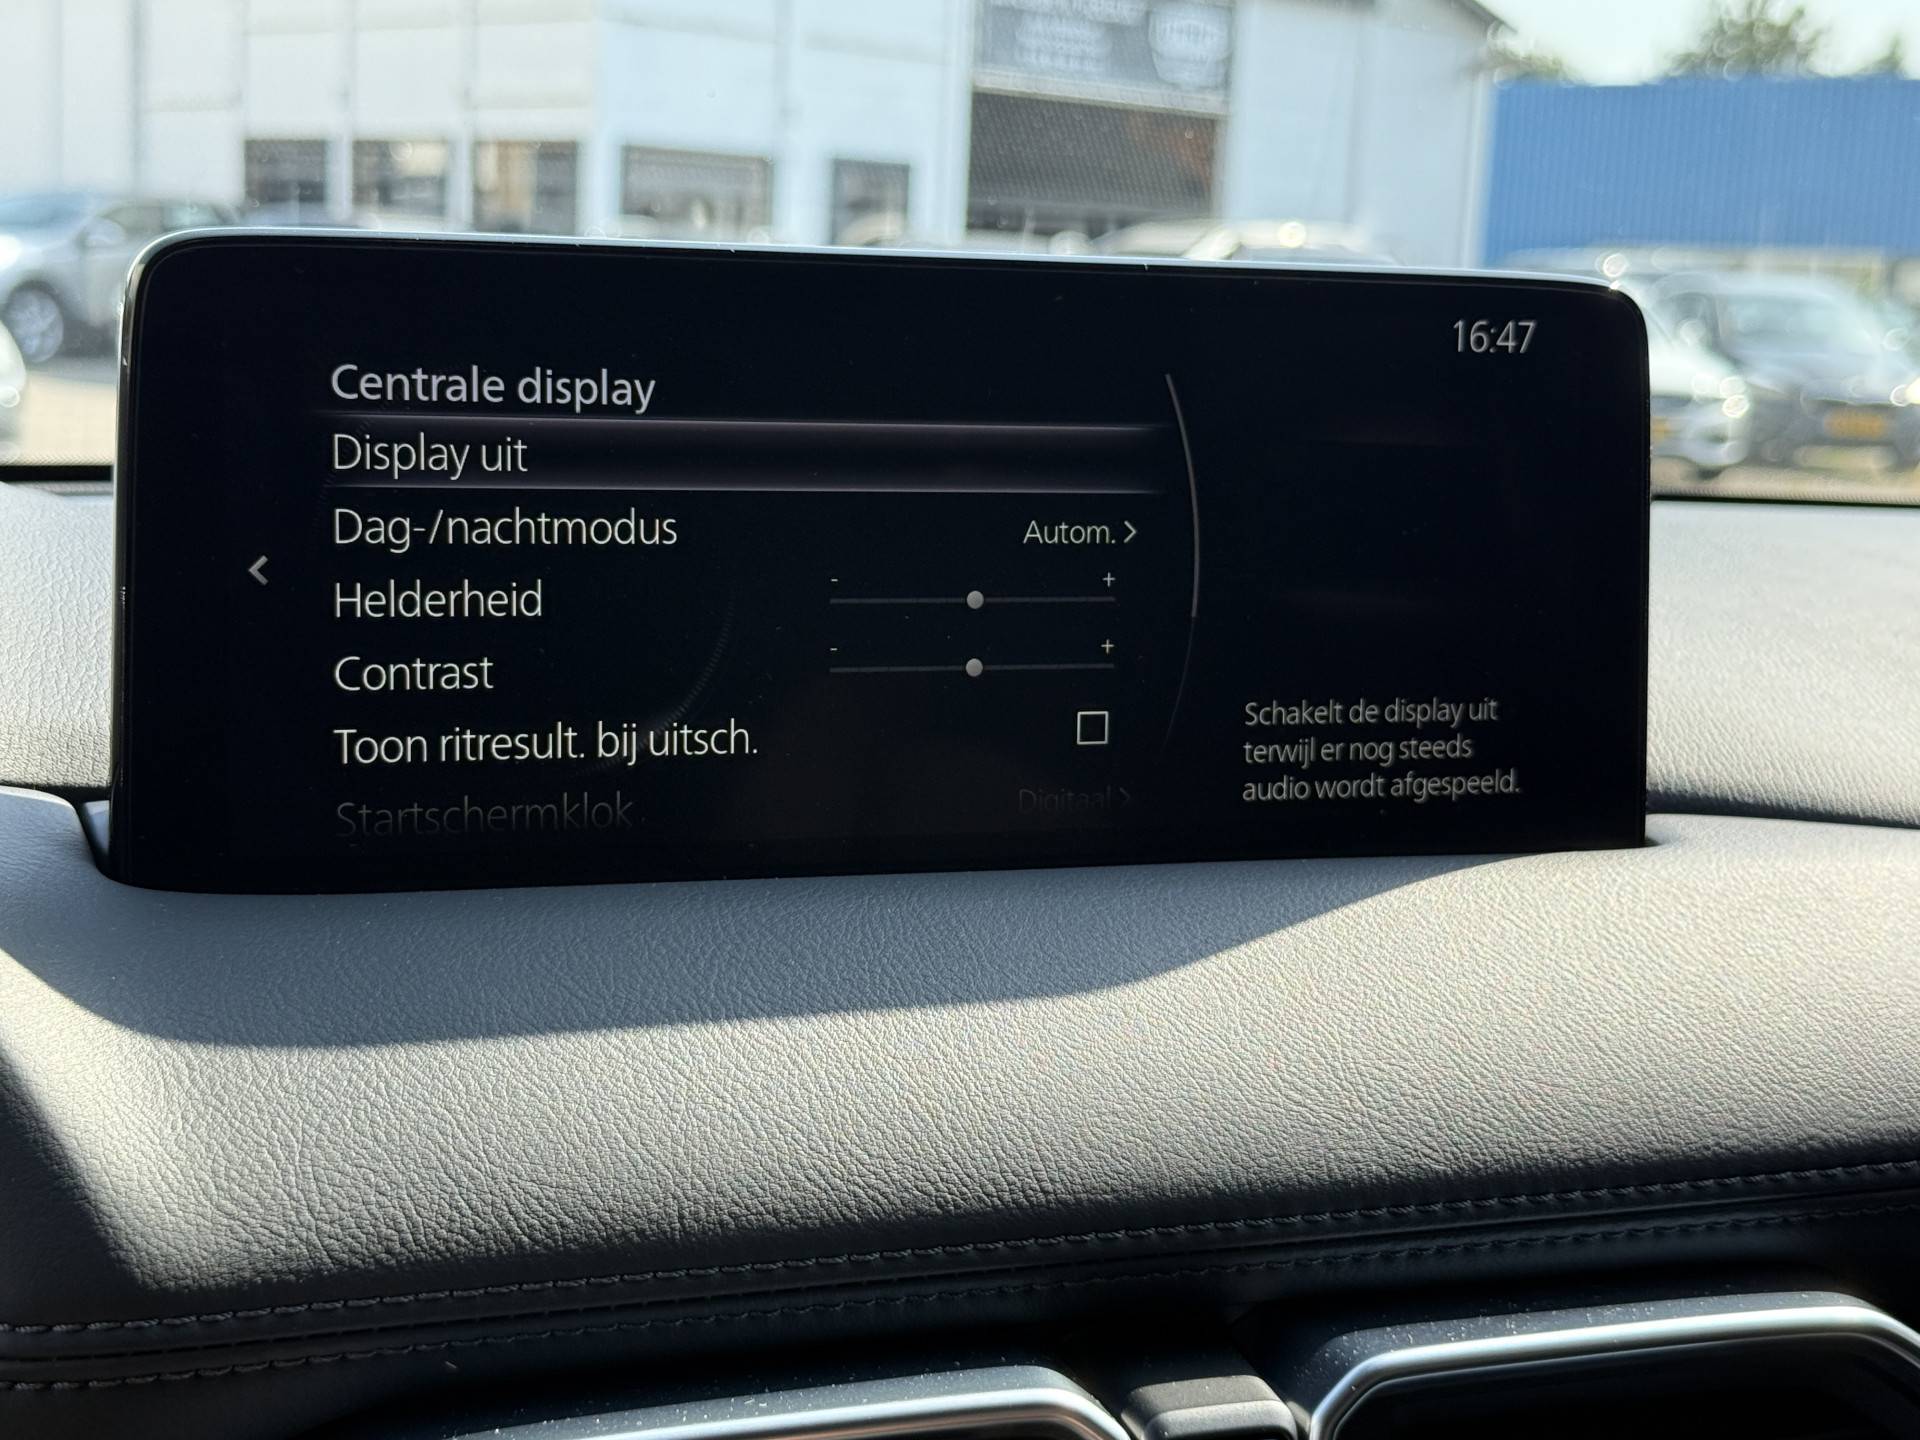 16:47
Centrale display
Display uit
Dag-/nachtmodus Autom. >
Helderheid - +
Contrast - +
Toon ritresult. bij uitsch.
Startschermklok Digitaal >
Schakelt de display uit
terwijl er nog steeds
audio wordt afgespeeld.